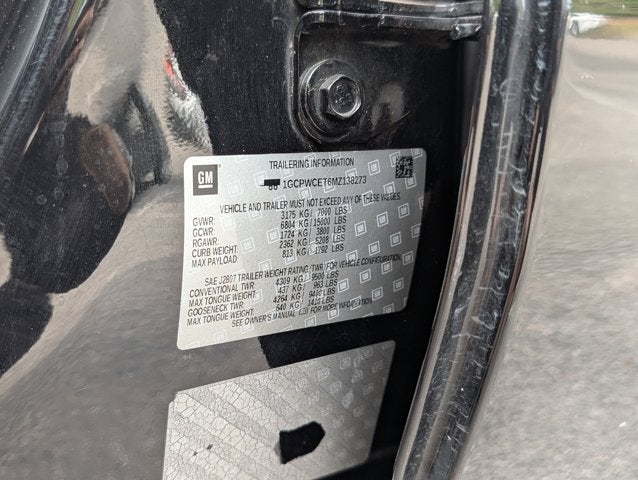 GM
TRAILERING INFORMATION
1GCPWCET6MZ138273
VEHICLE AND TRAILER MUST NOT EXCEED ANY OF THESE VALUES.
GVWR: 3175 KG/ 7000 LBS
GCWR: 6804 KG/ 15000 LBS
RGAWR: 1724 KG/ 3800 LBS
CURB WEIGHT: 2362 KG/ 5208 LBS
MAX PAYLOAD: 813 KG/ 1792 LBS
SAE J2807 TRAILER WEIGHT RATING (TWR) FOR VEHICLE CONFIGURATION.
CONVENTIONAL TWR: 4309 KG/ 9500 LBS
MAX TONGUE WEIGHT: 437 KG/ 963 LBS
GOOSENECK TWR: 4264 KG/ 9400 LBS
MAX TONGUE WEIGHT: 640 KG/ 1410 LBS
SEE OWNER'S MANUAL FOR MORE INFORMATION.